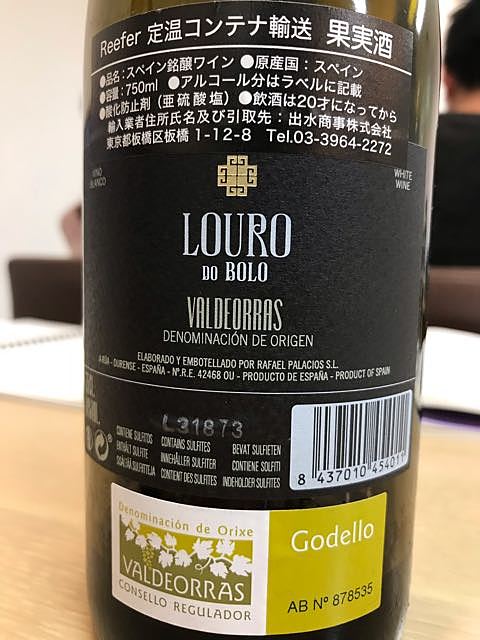 Reefer 定温コンテナ輸送 果実酒
●品名:スペイン銘醸ワイン ●原産国:スペイン
●容量:750ml ●アルコール分はラベルに記載
●酸化防止剤(亜硫酸塩) ●飲酒は20才になってから
輸入業者住所氏名及び引取先:出水商事株式会社
東京都板橋区板橋 1-12-8 Tel.03-3964-2272
VINO
BLANCO
WHITE
WINE
LOURO
DO BOLO
VALDEORRAS
DENOMINACIÓN DE ORIGEN
ELABORADO Y EMBOTELLADO POR RAFAEL PALACIOS S.L.
A RÚA - OURENSE - ESPAÑA - Nº.R.E. 42468 OU - PRODUCTO DE ESPAÑA - PRODUCT OF SPAIN
L31873
CONTIENE SULFITOS CONTAINS SULFITES BEVAT SULFIETEN
ENTHÄLT SULFITE INNEHÅLLER SULFITER CONTIENE SOLFITI
SISÄLTÄÄ SULFIITTEJA CONTIENT DES SULFITES INDEHOLDER SULFITTER
8 437010 454011
Denominación de Orixe
VALDEORRAS
CONSELLO REGULADOR
Godello
AB Nº 878535